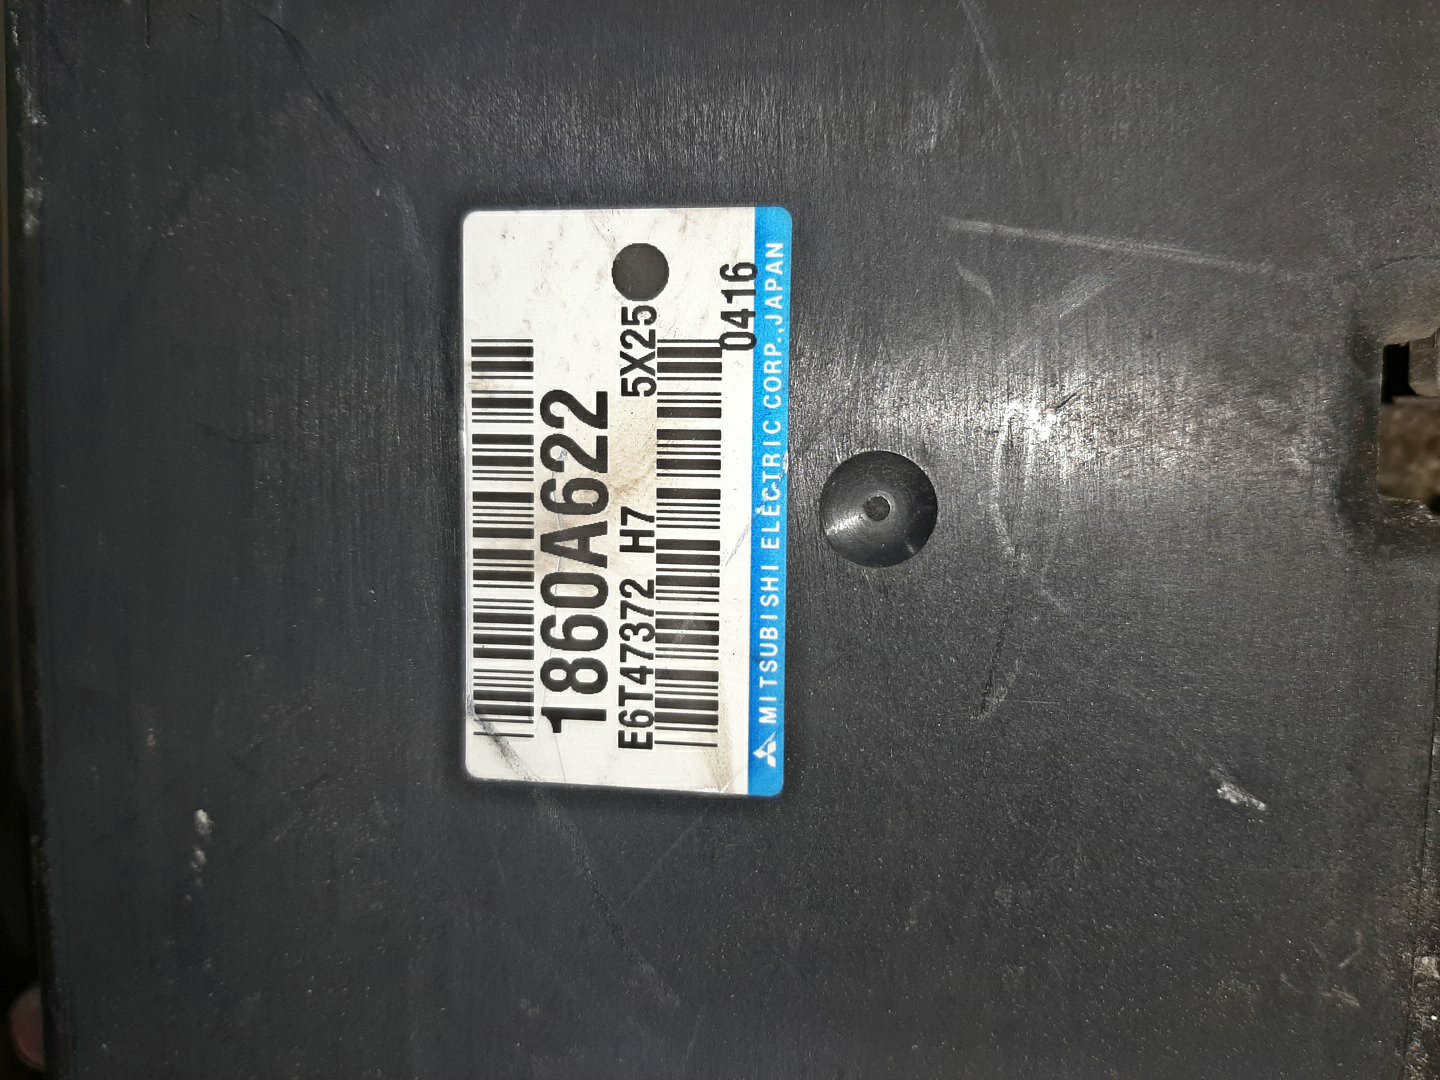 1860A622
E6T47372 H7 5X25
0416
MITSUBISHI ELECTRIC CORP., JAPAN